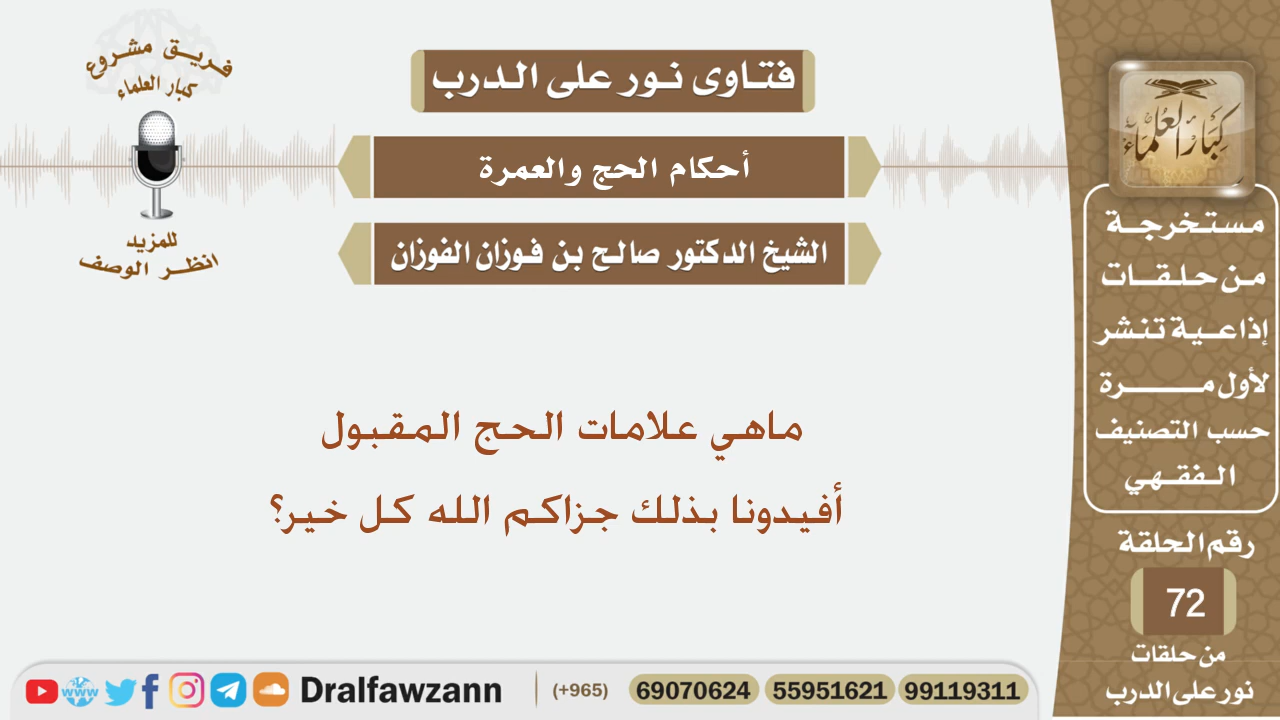 فريق مشروع
كبار العلماء
للمزيد
انظر الوصف
فتاوى نور على الدرب
أحكام الحج والعمرة
الشيخ الدكتور صالح بن فوزان الفوزان
ماهي علامات الحج المقبول
أفيدونا بذلك جزاكم الله كل خير؟
كبار العلماء
مستخرجة
من حلقات
إذاعية تنشر
لأول مرة
حسب التصنيف
الفقهي
رقم الحلقة
72
من حلقات
نور على الدرب
www Dralfawzann (+965) 69070624 55951621 99119311